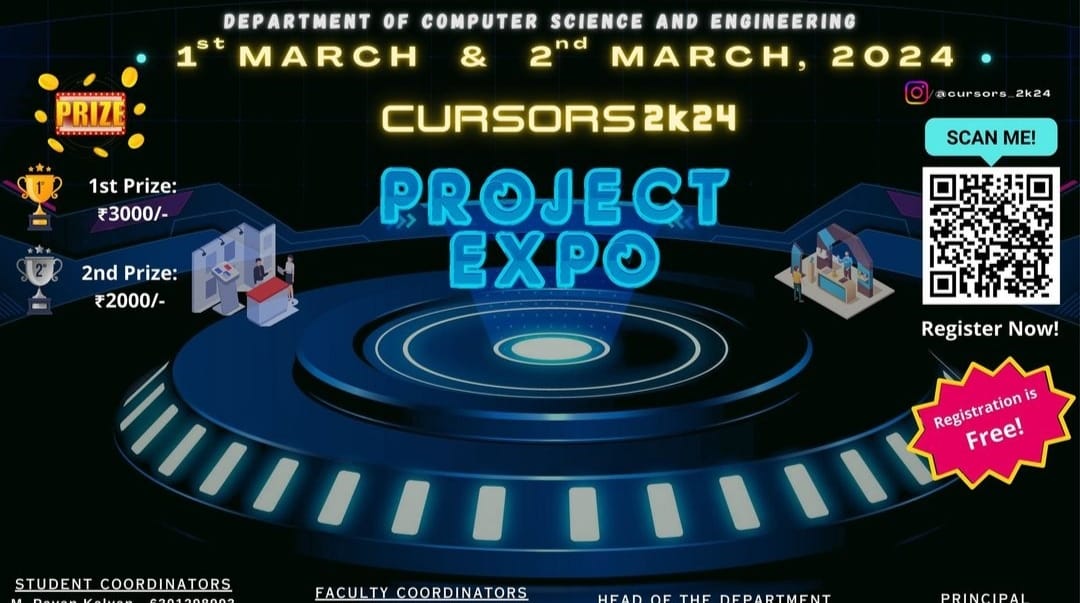 DEPARTMENT OF COMPUTER SCIENCE AND ENGINEERING
1st MARCH & 2nd MARCH, 2024
@cursors_2k24
CURSORS 2k24
PRIZE
SCAN ME!
PROJECT
EXPO
1st Prize:
₹3000/-
2nd Prize:
₹2000/-
Register Now!
Registration is
Free!
STUDENT COORDINATORS
FACULTY COORDINATORS
HEAD OF THE DEPARTMENT
PRINCIPAL